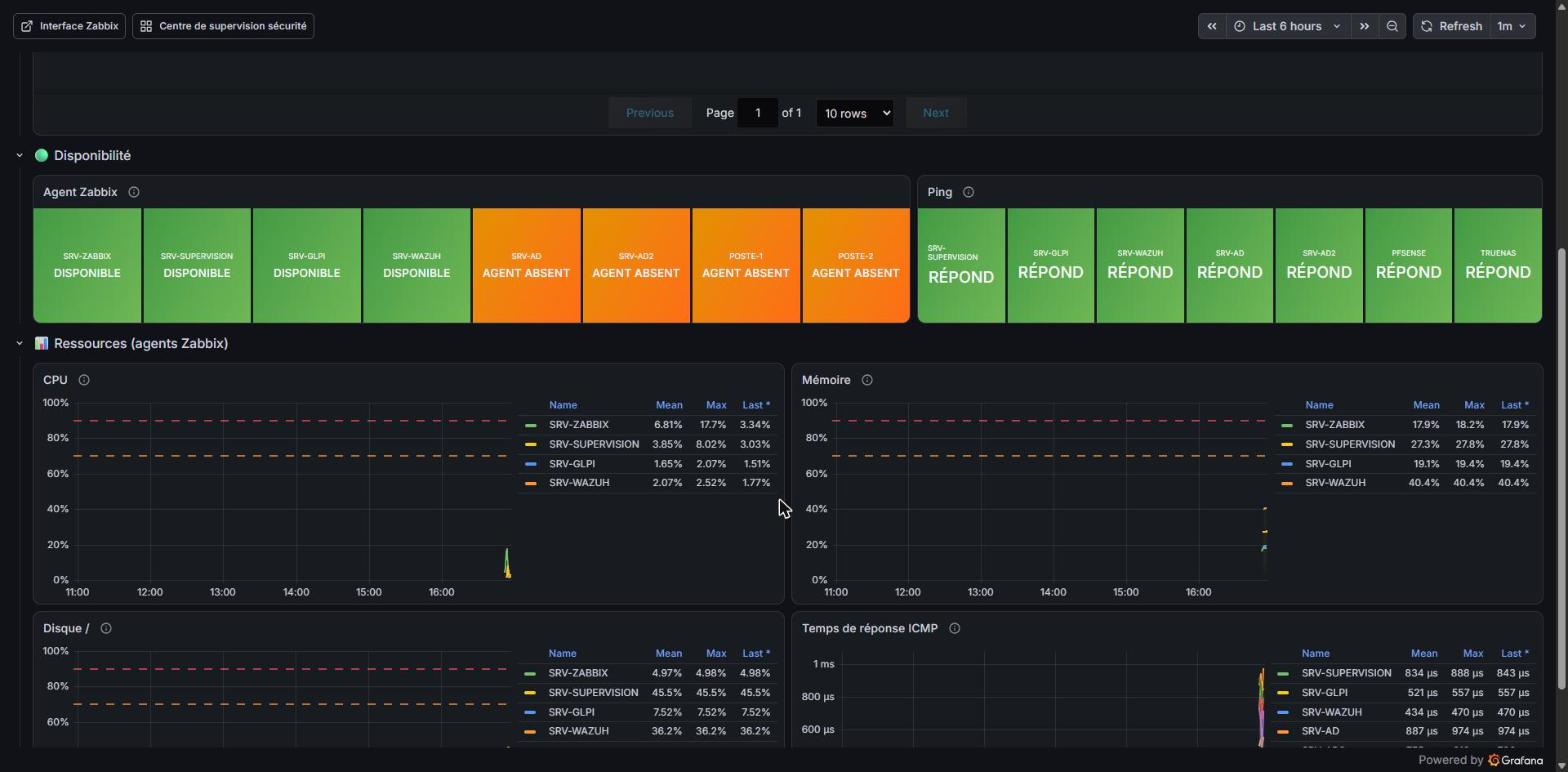 Interface Zabbix
Centre de supervision sécurité
Last 6 hours
Refresh
1m
Previous
Page 1 of 1
10 rows
Next
Disponibilité
Agent Zabbix
SRV-ZABBIX
DISPONIBLE
SRV-SUPERVISION
DISPONIBLE
SRV-GLPI
DISPONIBLE
SRV-WAZUH
DISPONIBLE
SRV-AD
AGENT ABSENT
SRV-AD2
AGENT ABSENT
POSTE-1
AGENT ABSENT
POSTE-2
AGENT ABSENT
Ping
SRV-
SUPERVISION
RÉPOND
SRV-GLPI
RÉPOND
SRV-WAZUH
RÉPOND
SRV-AD
RÉPOND
SRV-AD2
RÉPOND
PFSENSE
RÉPOND
TRUENAS
RÉPOND
Ressources (agents Zabbix)
CPU
100%
80%
60%
40%
20%
0%
11:00 12:00 13:00 14:00 15:00 16:00
Name Mean Max Last *
SRV-ZABBIX 6.81% 17.7% 3.34%
SRV-SUPERVISION 3.85% 8.02% 3.03%
SRV-GLPI 1.65% 2.07% 1.51%
SRV-WAZUH 2.07% 2.52% 1.77%
Mémoire
100%
80%
60%
40%
20%
0%
11:00 12:00 13:00 14:00 15:00 16:00
Name Mean Max Last *
SRV-ZABBIX 17.9% 18.2% 17.9%
SRV-SUPERVISION 27.3% 27.8% 27.8%
SRV-GLPI 19.1% 19.4% 19.4%
SRV-WAZUH 40.4% 40.4% 40.4%
Disque /
100%
80%
60%
Name Mean Max Last *
SRV-ZABBIX 4.97% 4.98% 4.98%
SRV-SUPERVISION 45.5% 45.5% 45.5%
SRV-GLPI 7.52% 7.52% 7.52%
SRV-WAZUH 36.2% 36.2% 36.2%
Temps de réponse ICMP
1 ms
800 µs
600 µs
Name Mean Max Last *
SRV-SUPERVISION 834 µs 888 µs 843 µs
SRV-GLPI 521 µs 557 µs 557 µs
SRV-WAZUH 434 µs 470 µs 470 µs
SRV-AD 887 µs 974 µs 974 µs
Powered by Grafana